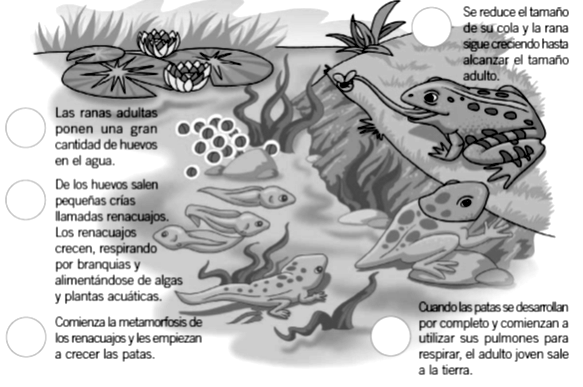 Se reduce el tamaño
de su cola y la rana
sigue creciendo hasta
alcanzar el tamaño
adulto.
Las ranas adultas
ponen una gran
cantidad de huevos
en el agua.
De los huevos salen
pequeñas crías
llamadas renacuajos.
Los renacuajos
crecen, respirando
por branquias y
alimentándose de algas
y plantas acuáticas.
Comienza la metamorfosis de
los renacuajos y les empiezan
a crecer las patas.
Cuando las patas se desarrollan
por completo y comienzan a
utilizar sus pulmones para
respirar, el adulto joven sale
a la tierra.